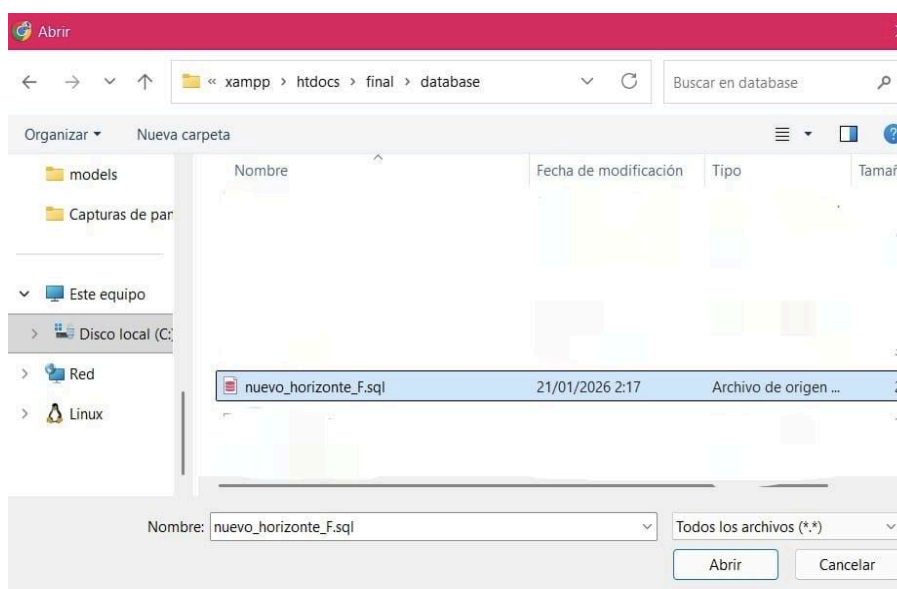 Abrir
« xampp › htdocs › final › database
Buscar en database
Organizar
Nueva carpeta
Nombre
Fecha de modificación
Tipo
Tamañ
models
Capturas de pan
Este equipo
Disco local (C:)
Red
Linux
nuevo_horizonte_F.sql
21/01/2026 2:17
Archivo de origen ...
Nombre:
nuevo_horizonte_F.sql
Todos los archivos (*.*)
Abrir
Cancelar